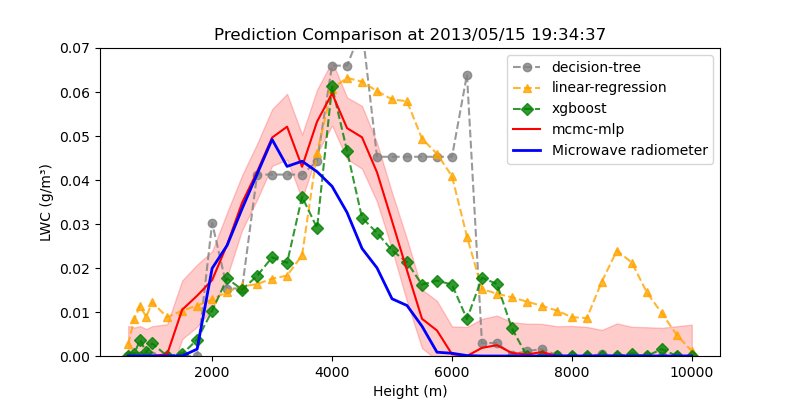 Prediction Comparison at 2013/05/15 19:34:37
0.07
0.06
0.05
0.04
0.03
0.02
0.01
0.00
LWC (g/m³)
decision-tree
linear-regression
xgboost
mcmc-mlp
Microwave radiometer
2000 4000 6000 8000 10000
Height (m)